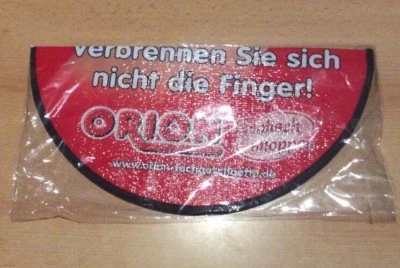 verbrennen Sie sich
nicht die Finger!
ORION
www.orion-fachgeschaefte.de